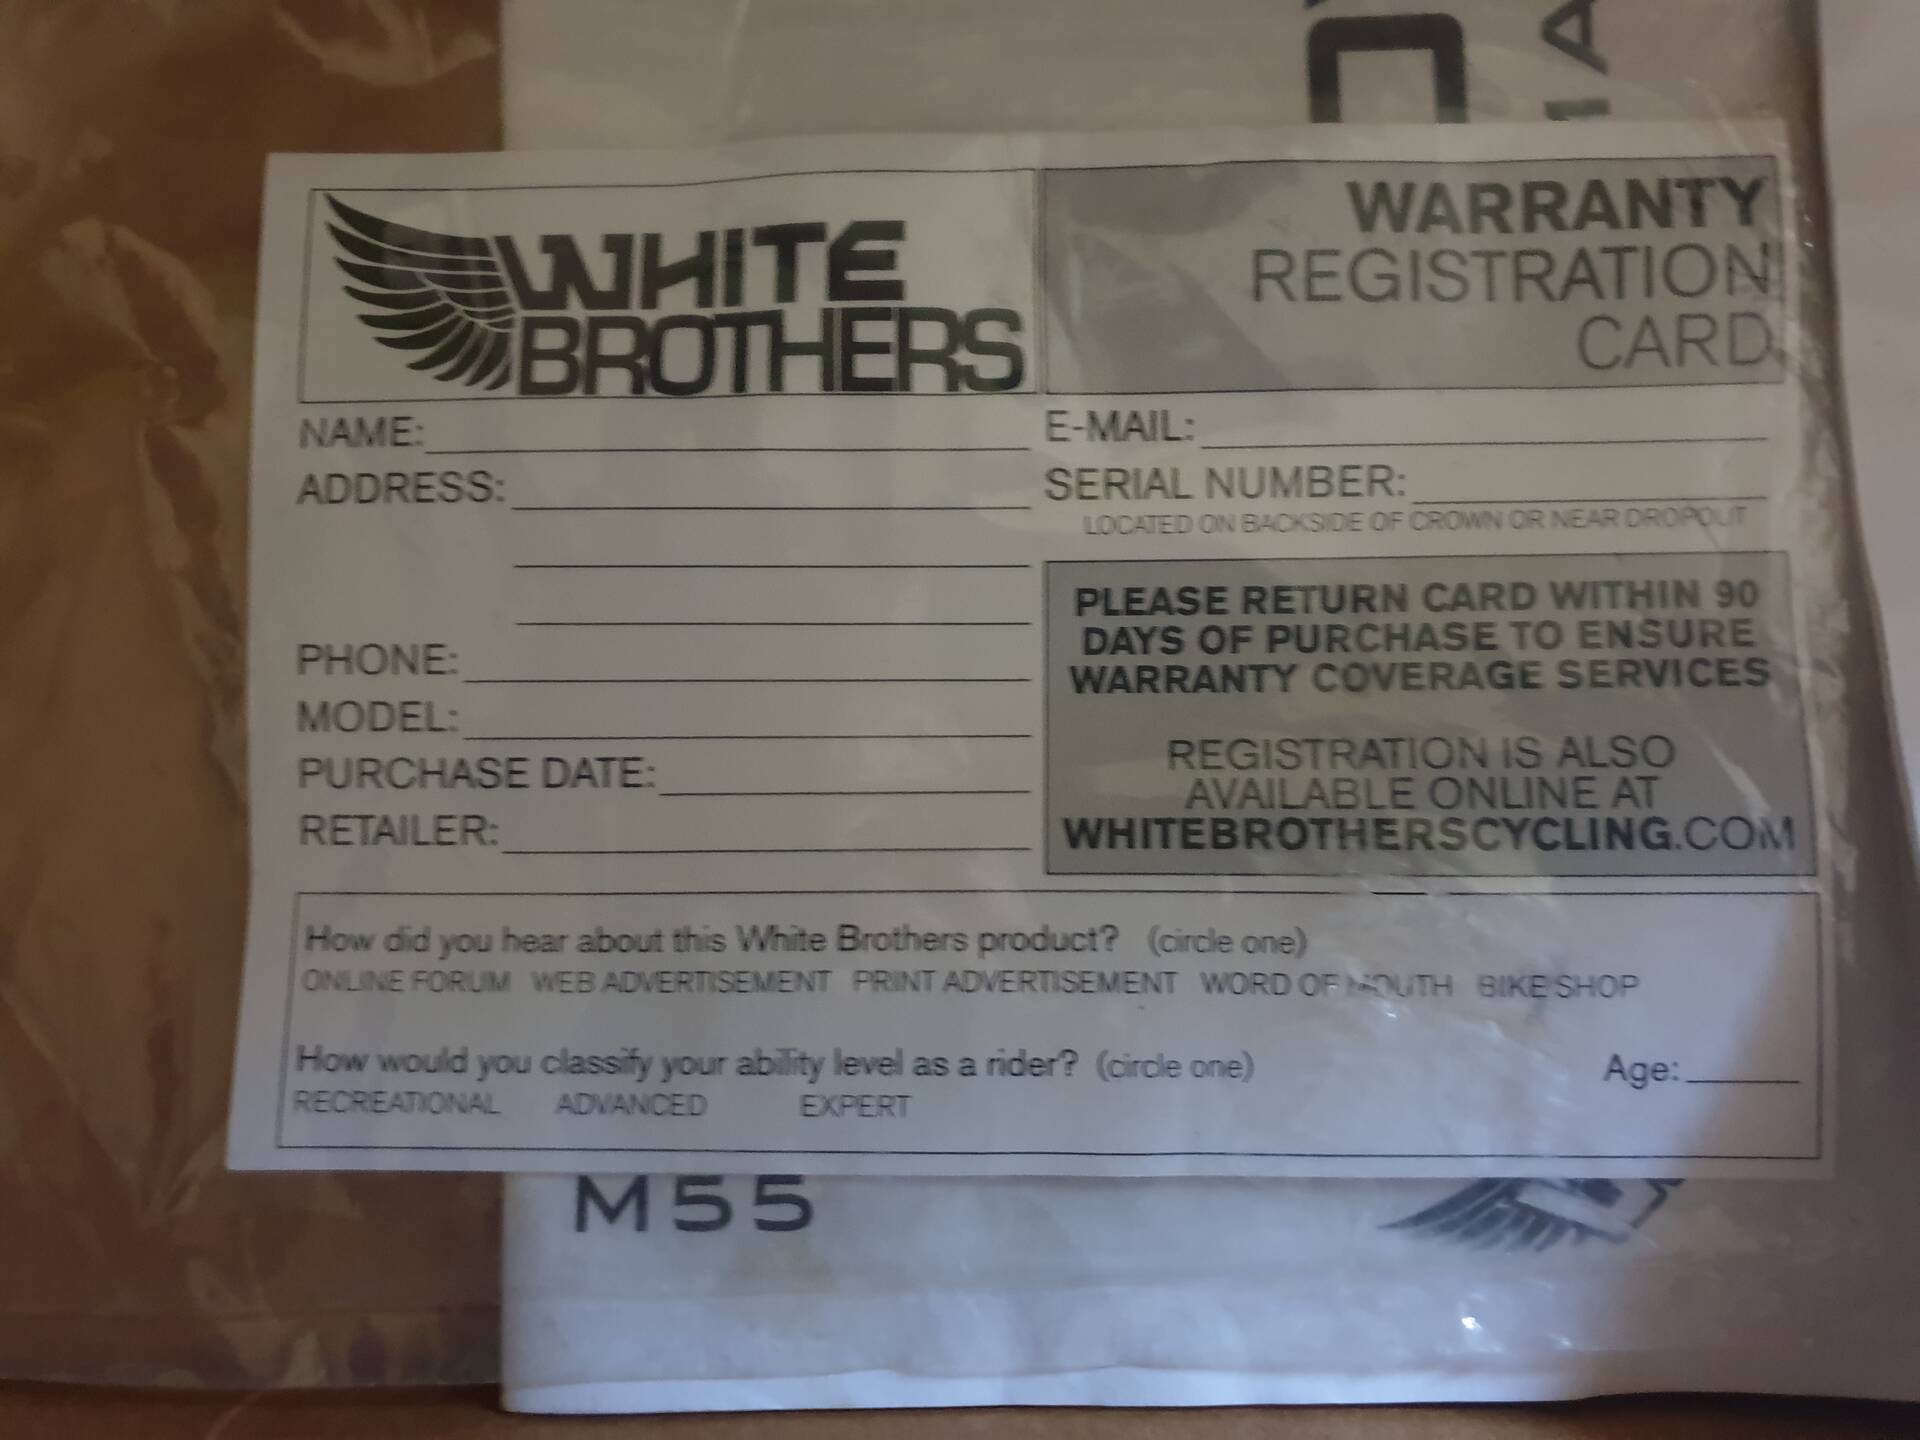 WHITE
BROTHERS
WARRANTY
REGISTRATION
CARD
NAME:
ADDRESS:
PHONE:
MODEL:
PURCHASE DATE:
RETAILER:
E-MAIL:
SERIAL NUMBER:
LOCATED ON BACKSIDE OF CROWN OR NEAR DROPOUT
PLEASE RETURN CARD WITHIN 90
DAYS OF PURCHASE TO ENSURE
WARRANTY COVERAGE SERVICES
REGISTRATION IS ALSO
AVAILABLE ONLINE AT
WHITEBROTHERSCYCLING.COM
How did you hear about this White Brothers product? (circle one)
ONLINE FORUM WEB ADVERTISEMENT PRINT ADVERTISEMENT WORD OF MOUTH BIKE SHOP
How would you classify your ability level as a rider? (circle one) Age:
RECREATIONAL ADVANCED EXPERT
M55